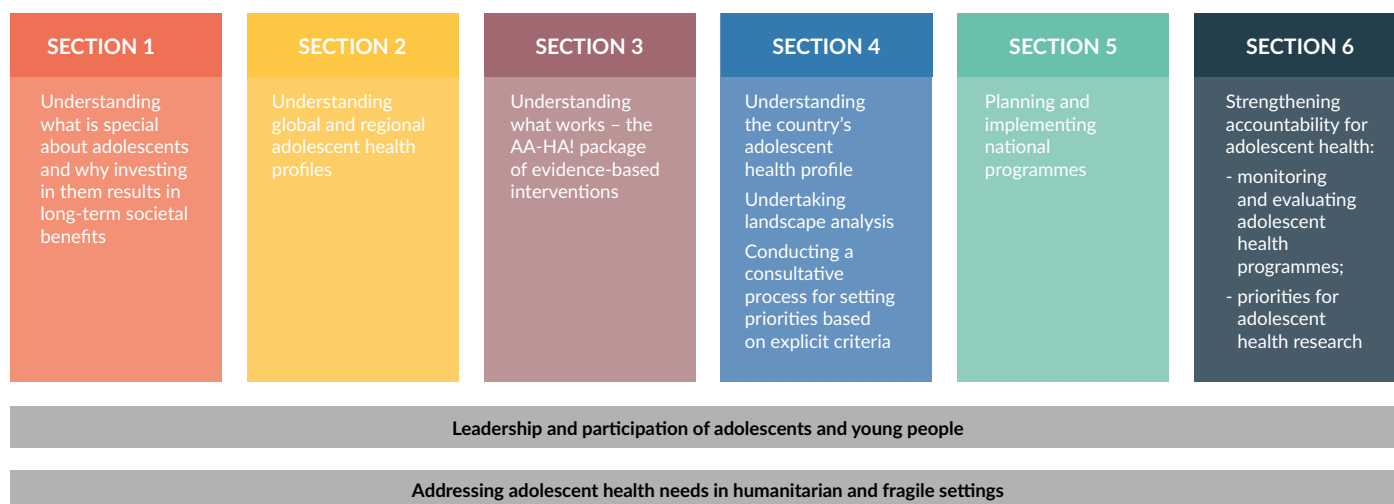 SECTION 1
Understanding
what is special
about adolescents
and why investing
in them results in
long-term societal
benefits
SECTION 2
Understanding
global and regional
adolescent health
profiles
SECTION 3
Understanding
what works – the
AA-HA! package
of evidence-based
interventions
SECTION 4
Understanding
the country's
adolescent
health profile
Undertaking
landscape analysis
Conducting a
consultative
process for setting
priorities based
on explicit criteria
SECTION 5
Planning and
implementing
national
programmes
SECTION 6
Strengthening
accountability for
adolescent health:
- monitoring
and evaluating
adolescent
health
programmes;
- priorities for
adolescent
health research
Leadership and participation of adolescents and young people
Addressing adolescent health needs in humanitarian and fragile settings